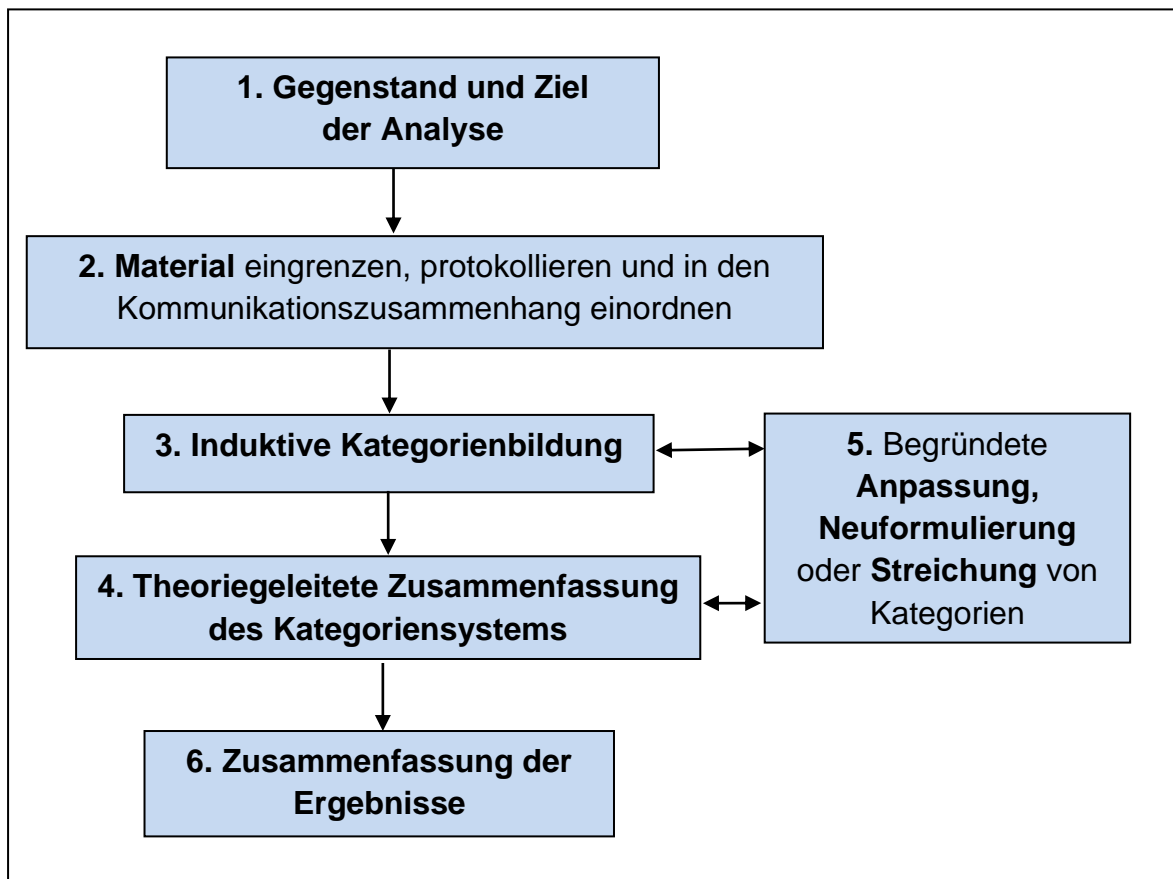 1. Gegenstand und Ziel
der Analyse
2. Material eingrenzen, protokollieren und in den
Kommunikationszusammenhang einordnen
3. Induktive Kategorienbildung
4. Theoriegeleitete Zusammenfassung
des Kategoriensystems
5. Begründete
Anpassung,
Neuformulierung
oder Streichung von
Kategorien
6. Zusammenfassung der
Ergebnisse